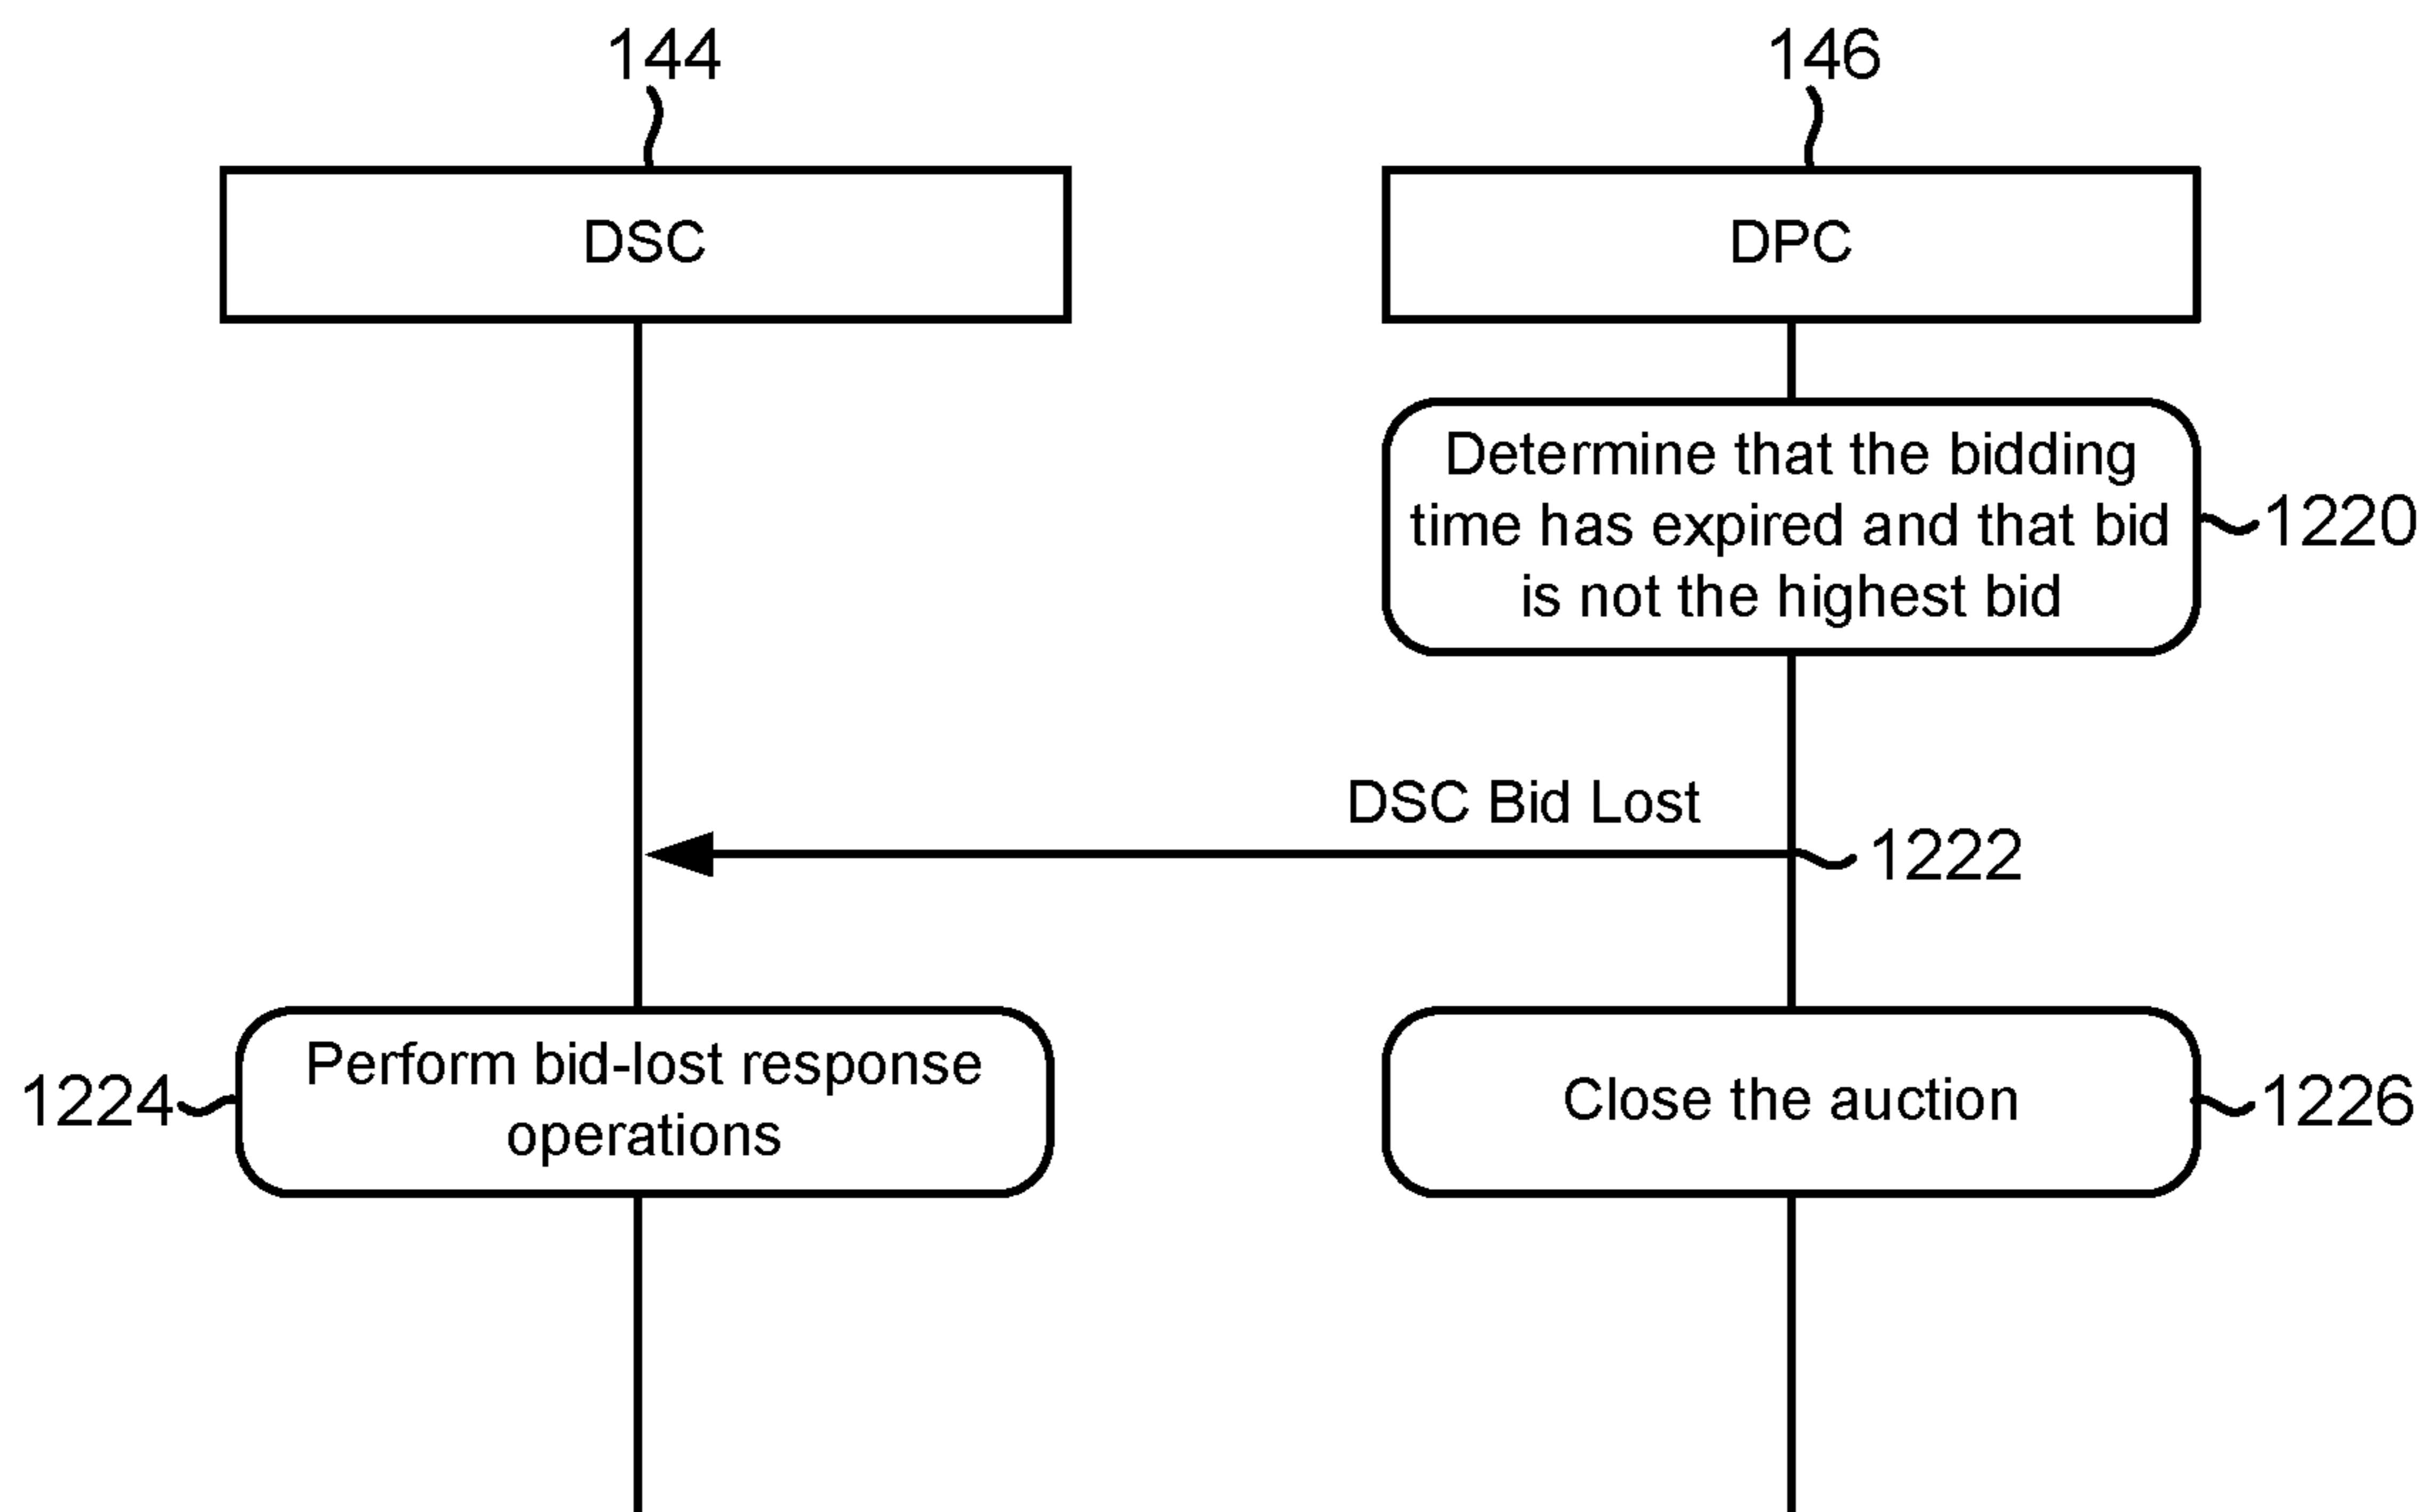 144
146
DSC
DPC
Determine that the bidding
time has expired and that bid
is not the highest bid
1220
DSC Bid Lost
1222
Perform bid-lost response
operations
1224
Close the auction
1226